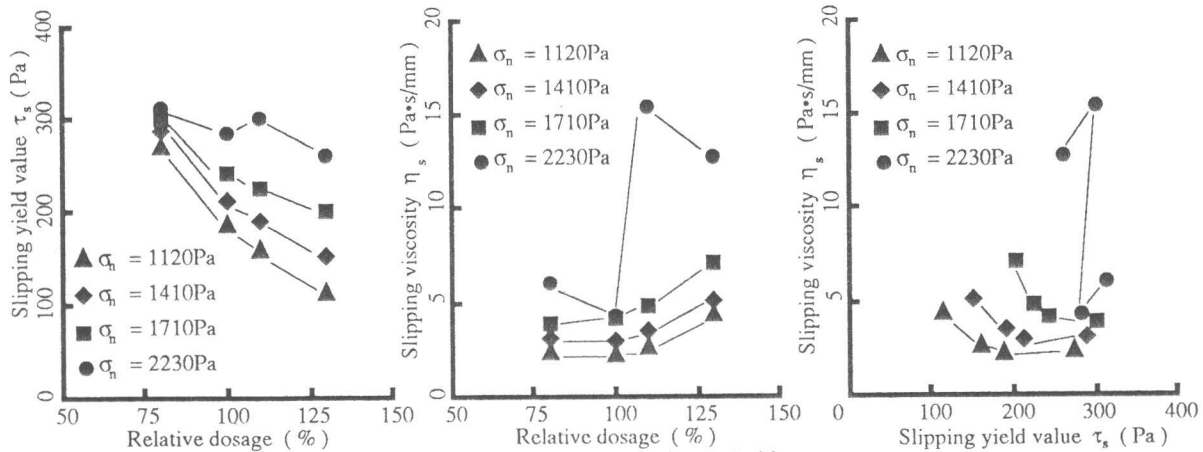 Slipping yield value τs ( Pa )
400
300
200
100
0
50
75
100
125
150
Relative dosage ( % )
σn = 1120Pa
σn = 1410Pa
σn = 1710Pa
σn = 2230Pa
Slipping viscosity ηs ( Pa•s/mm )
20
15
10
5
0
50
75
100
125
150
Relative dosage ( % )
σn = 1120Pa
σn = 1410Pa
σn = 1710Pa
σn = 2230Pa
Slipping viscosity ηs ( Pa•s/mm )
20
15
10
5
0
100
200
300
400
Slipping yield value τs ( Pa )
σn = 1120Pa
σn = 1410Pa
σn = 1710Pa
σn = 2230Pa